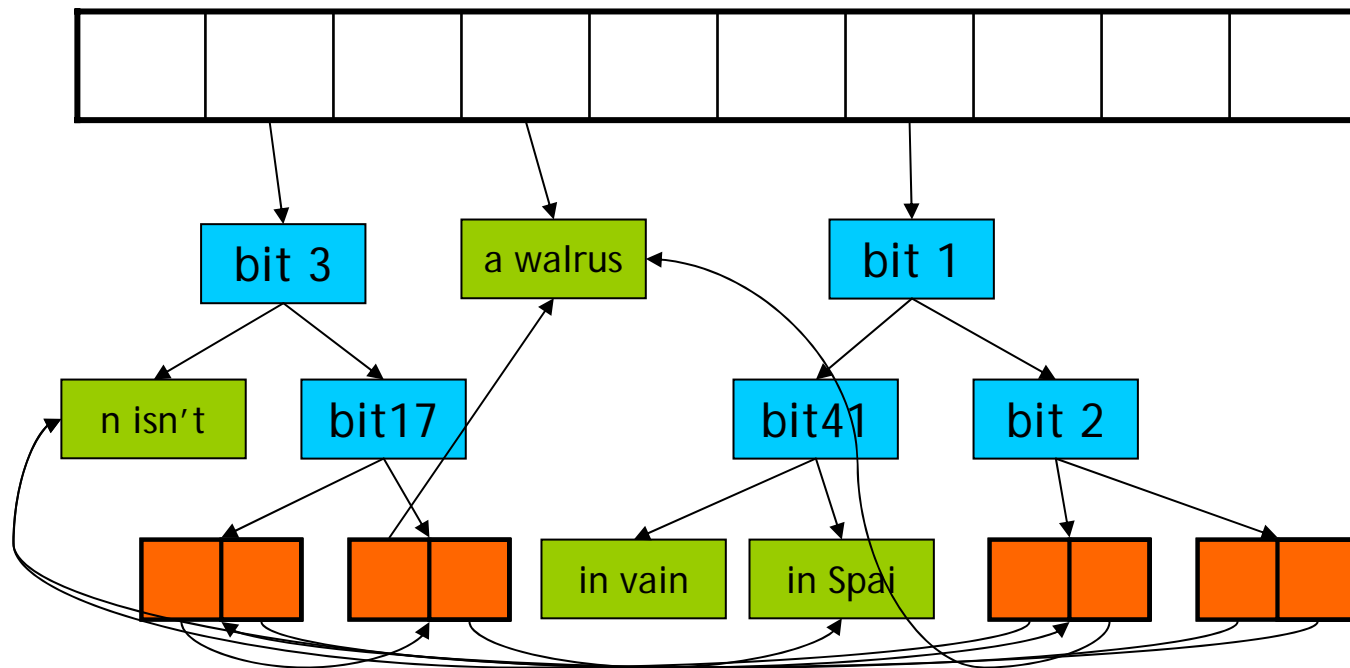 bit 3
a walrus
bit 1
n isn't
bit17
bit41
bit 2
in vain
in Spai